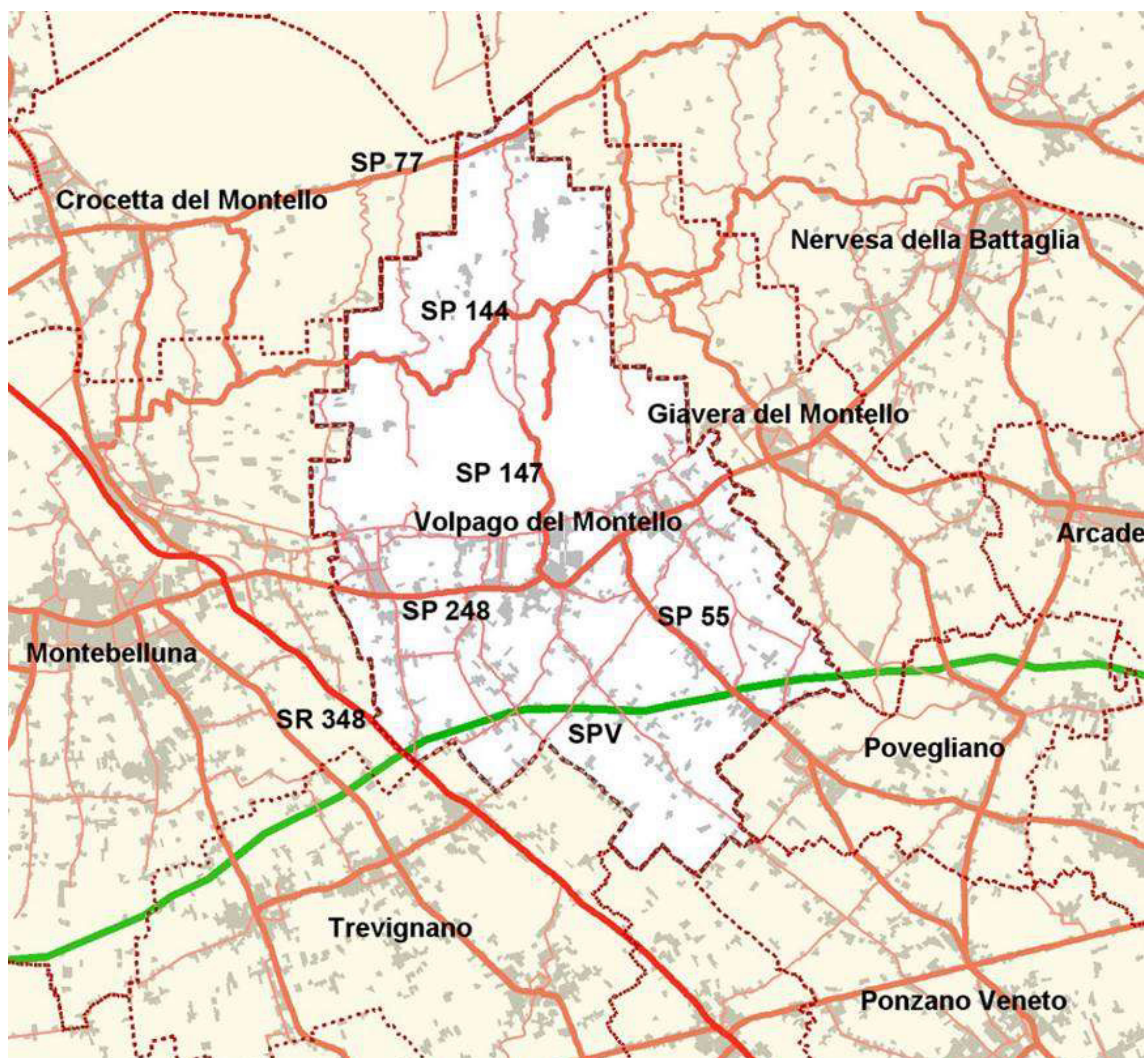 SP 77
Crocetta del Montello
Nervesa della Battaglia
SP 144
Giavera del Montello
SP 147
Volpago del Montello
Arcade
SP 248
SP 55
Montebelluna
SR 348
SPV
Povegliano
Trevignano
Ponzano Veneto